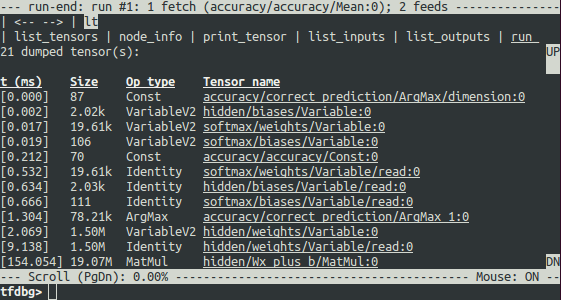 --- run-end: run #1: 1 fetch (accuracy/accuracy/Mean:0); 2 feeds ---
| <-- --> | lt
| list_tensors | node_info | print_tensor | list_inputs | list_outputs | run
21 dumped tensor(s): UP
t (ms) Size Op type Tensor name
[0.000] 87 Const accuracy/correct_prediction/ArgMax/dimension:0
[0.002] 2.02k VariableV2 hidden/biases/Variable:0
[0.017] 19.61k VariableV2 softmax/weights/Variable:0
[0.019] 106 VariableV2 softmax/biases/Variable:0
[0.212] 70 Const accuracy/accuracy/Const:0
[0.532] 19.61k Identity softmax/weights/Variable/read:0
[0.634] 2.03k Identity hidden/biases/Variable/read:0
[0.666] 111 Identity softmax/biases/Variable/read:0
[1.304] 78.21k ArgMax accuracy/correct_prediction/ArgMax_1:0
[2.069] 1.50M VariableV2 hidden/weights/Variable:0
[9.138] 1.50M Identity hidden/weights/Variable/read:0
[154.054] 19.07M MatMul hidden/Wx_plus_b/MatMul:0 DN
--- Scroll (PgDn): 0.00% --- Mouse: ON --
tfdbg>